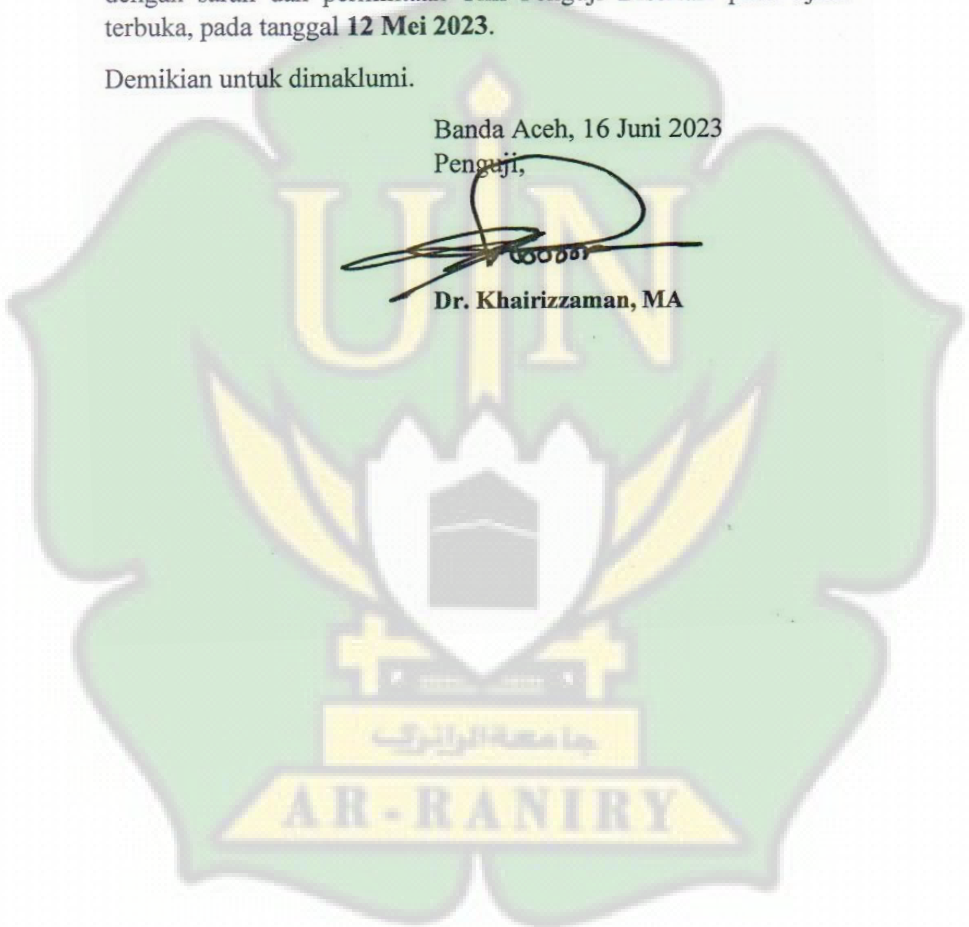 terbuka, pada tanggal 12 Mei 2023.
Demikian untuk dimaklumi.
Banda Aceh, 16 Juni 2023
Penguji,
UIN
Dr. Khairizzaman, MA
جامعة الرانري
AR-RANIRY